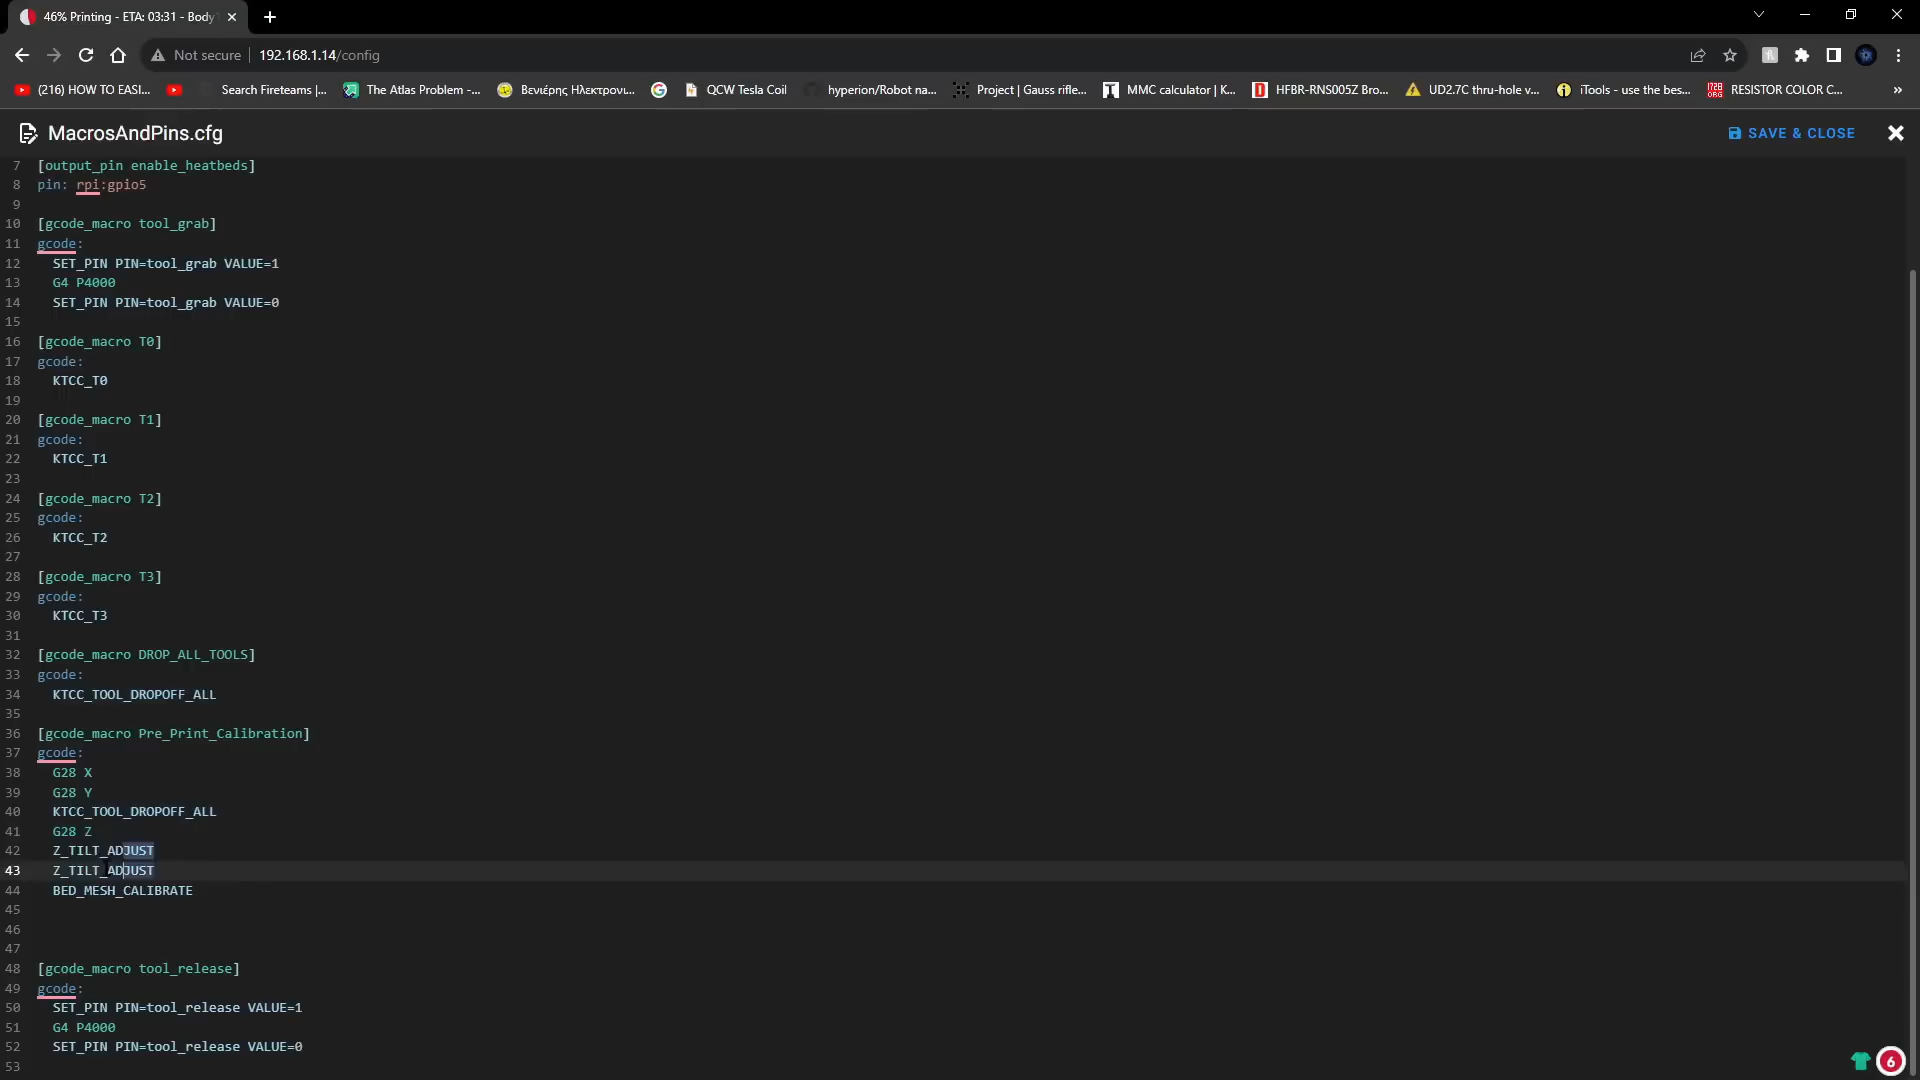 46% Printing - ETA: 03:31 - Body
Not secure 192.168.1.14/config
(216) HOW TO EASI... Search Fireteams |... The Atlas Problem -... Βενιέρης Ηλεκτρονι... QCW Tesla Coil hyperion/Robot na... Project | Gauss rifle... MMC calculator | K... HFBR-RNS005Z Bro... UD2.7C thru-hole v... iTools - use the bes... RESISTOR COLOR C... »
MacrosAndPins.cfg SAVE & CLOSE
7 [output_pin enable_heatbeds]
8 pin: rpi:gpio5
9
10 [gcode_macro tool_grab]
11 gcode:
12 SET_PIN PIN=tool_grab VALUE=1
13 G4 P4000
14 SET_PIN PIN=tool_grab VALUE=0
15
16 [gcode_macro T0]
17 gcode:
18 KTCC_T0
19
20 [gcode_macro T1]
21 gcode:
22 KTCC_T1
23
24 [gcode_macro T2]
25 gcode:
26 KTCC_T2
27
28 [gcode_macro T3]
29 gcode:
30 KTCC_T3
31
32 [gcode_macro DROP_ALL_TOOLS]
33 gcode:
34 KTCC_TOOL_DROPOFF_ALL
35
36 [gcode_macro Pre_Print_Calibration]
37 gcode:
38 G28 X
39 G28 Y
40 KTCC_TOOL_DROPOFF_ALL
41 G28 Z
42 Z_TILT_ADJUST
43 Z_TILT_ADJUST
44 BED_MESH_CALIBRATE
45
46
47
48 [gcode_macro tool_release]
49 gcode:
50 SET_PIN PIN=tool_release VALUE=1
51 G4 P4000
52 SET_PIN PIN=tool_release VALUE=0
53
6